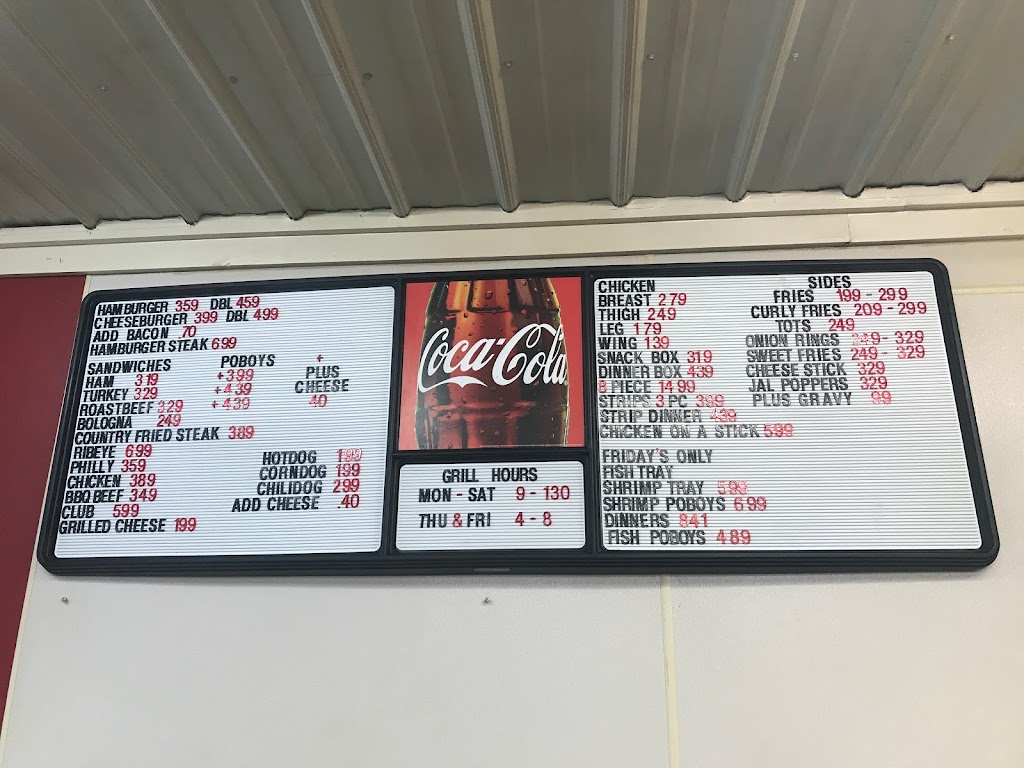 HAMBURGER 359 DBL 459
CHEESEBURGER 399 DBL 499
ADD BACON 70
HAMBURGER STEAK 699
SANDWICHES POBOYS + PLUS CHEESE 40
HAM 319 +399
TURKEY 329 +439
ROASTBEEF 329 +439
BOLOGNA 249
COUNTRY FRIED STEAK 389
RIBEYE 699
PHILLY 359
CHICKEN 389
BBQ BEEF 349
CLUB 599
GRILLED CHEESE 199
HOTDOG
CORNDOG 199
CHILIDOG 299
ADD CHEESE .40
Coca-Cola
GRILL HOURS
MON - SAT 9 - 130
THU & FRI 4 - 8
CHICKEN
BREAST 279
THIGH 249
LEG 179
WING 139
SNACK BOX 319
DINNER BOX 439
8 PIECE 1499
STRIPS 3 PC 399
STRIP DINNER 439
CHICKEN ON A STICK 599
FRIDAY'S ONLY
FISH TRAY
SHRIMP TRAY 599
SHRIMP POBOYS 699
DINNERS 841
FISH POBOYS 489
SIDES
FRIES 199 - 299
CURLY FRIES 209 - 299
TOTS 249
ONION RINGS 249 - 329
SWEET FRIES 249 - 329
CHEESE STICK 329
JAL POPPERS 329
PLUS GRAVY 99